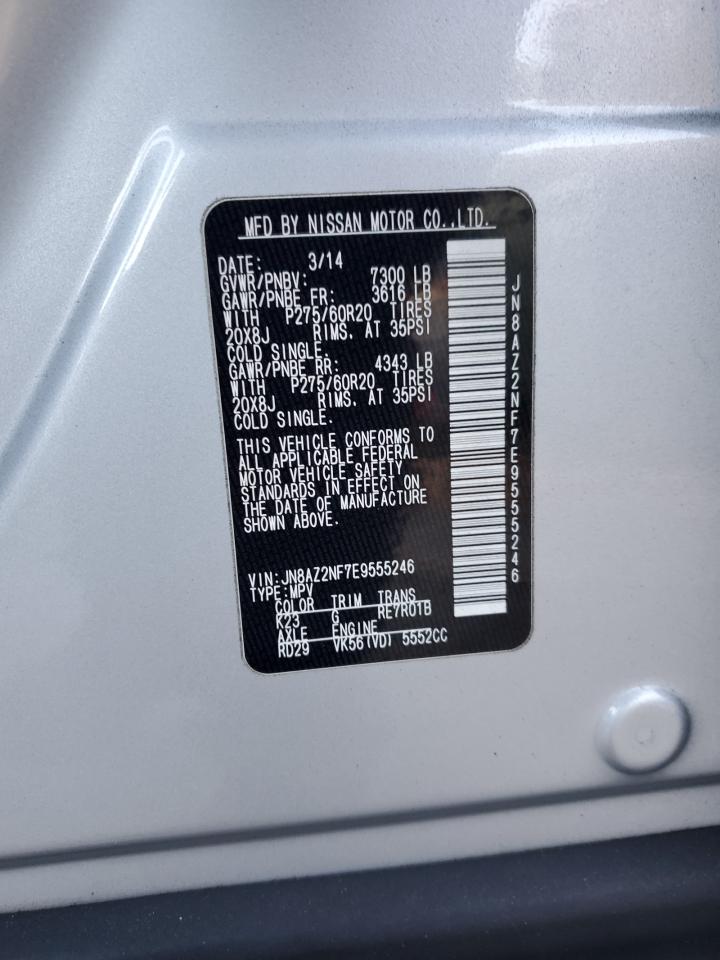 MFD BY NISSAN MOTOR CO.,LTD.
DATE: 3/14
GVWR/PNBV: 7300 LB
GAWR/PNBE FR: 3616 LB
WITH P275/60R20 TIRES
20X8J RIMS, AT 35PSI
COLD SINGLE.
GAWR/PNBE RR: 4343 LB
WITH P275/60R20 TIRES
20X8J RIMS, AT 35PSI
COLD SINGLE.
THIS VEHICLE CONFORMS TO
ALL APPLICABLE FEDERAL
MOTOR VEHICLE SAFETY
STANDARDS IN EFFECT ON
THE DATE OF MANUFACTURE
SHOWN ABOVE.
VIN:JN8AZ2NF7E9555246
TYPE:MPV
COLOR TRIM TRANS
K23 G RE7R01B
AXLE ENGINE
RD29 VK56(VD) 5552CC
JN8AZ2NF7E9555246